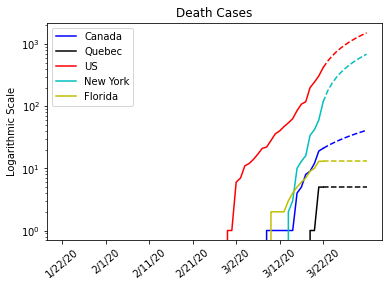 Death Cases
Canada
Quebec
US
New York
Florida
Logarithmic Scale
10³
10²
10¹
10⁰
1/22/20
2/1/20
2/11/20
2/21/20
3/2/20
3/12/20
3/22/20